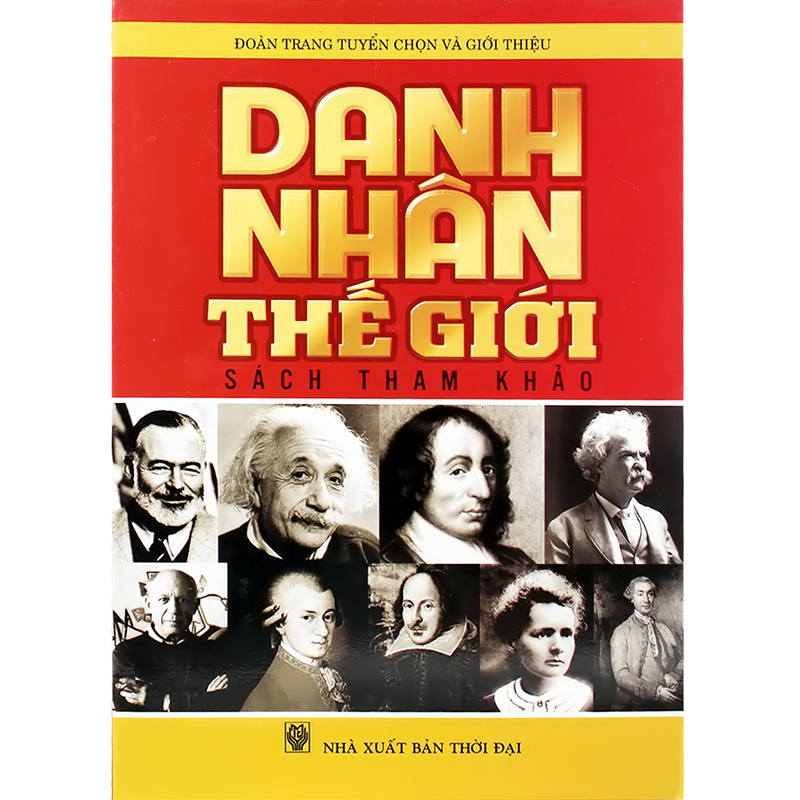 ĐOÀN TRANG TUYỂN CHỌN VÀ GIỚI THIỆU
DANH
NHÂN
THẾ GIỚI
SÁCH THAM KHẢO
NHÀ XUẤT BẢN THỜI ĐẠI